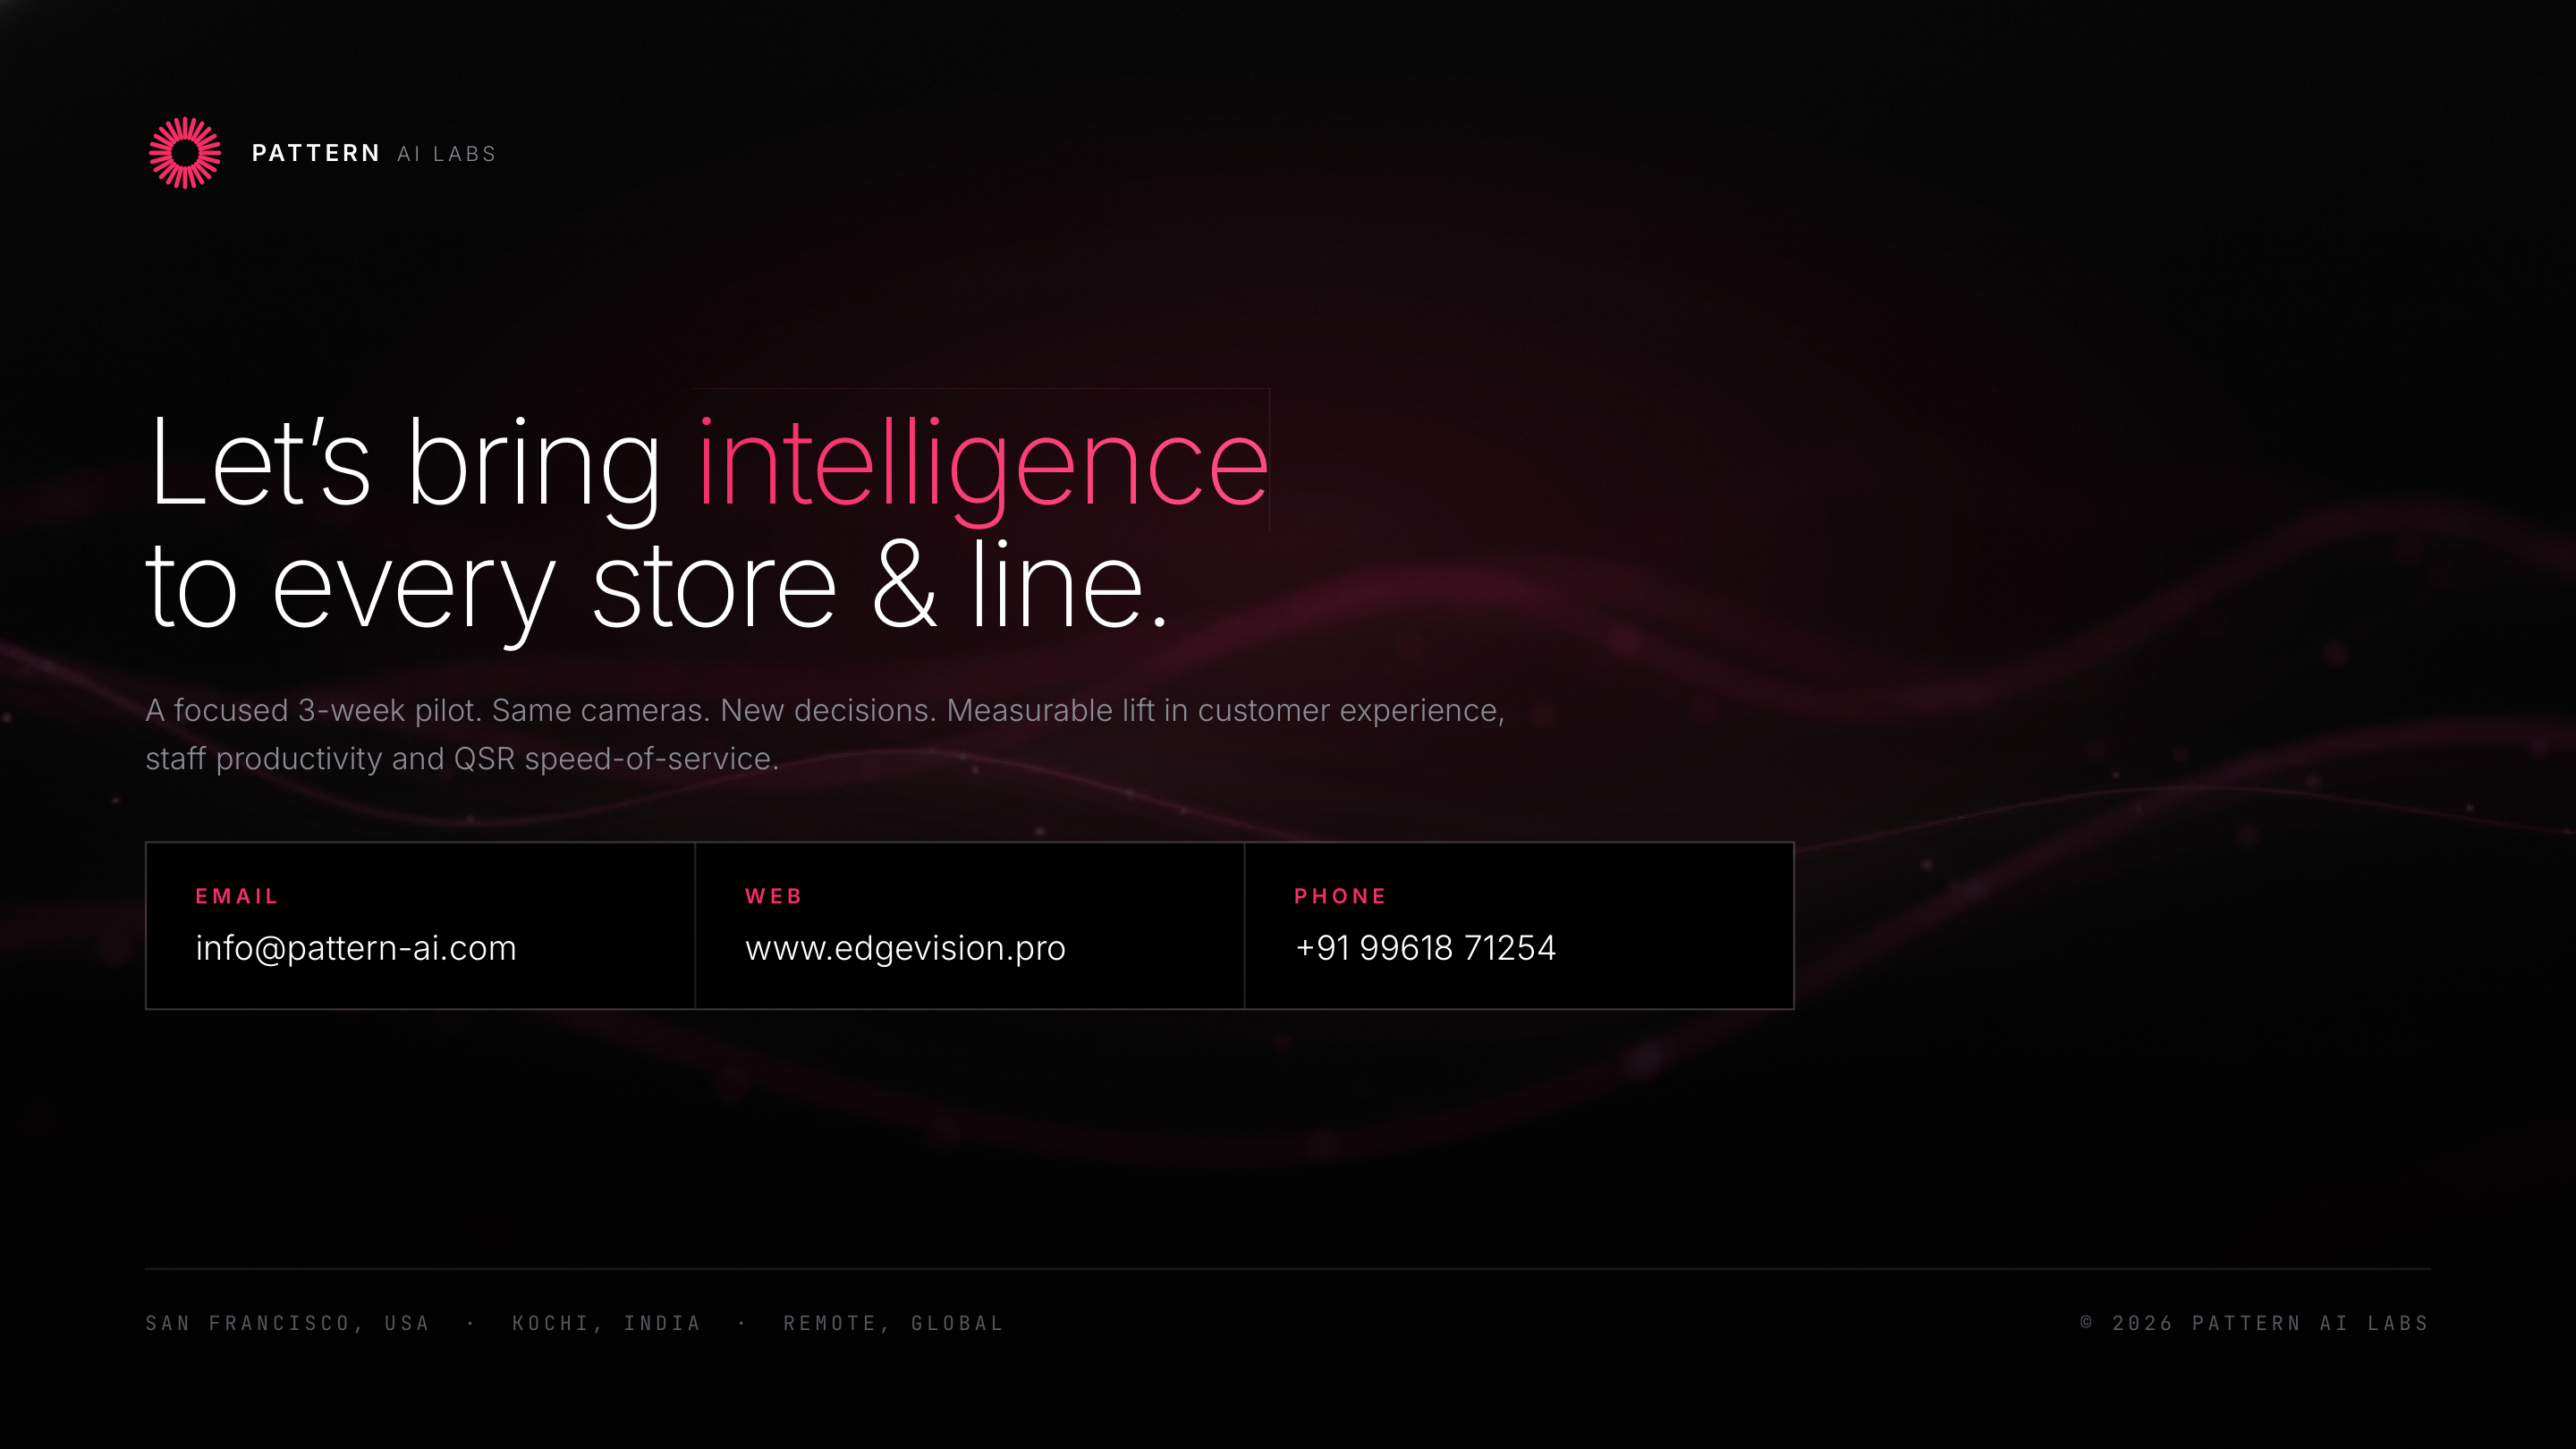 PATTERN AI LABS
Let’s bring intelligence
to every store & line.
A focused 3-week pilot. Same cameras. New decisions. Measurable lift in customer experience,
staff productivity and QSR speed-of-service.
EMAIL
info@pattern-ai.com
WEB
www.edgevision.pro
PHONE
+91 99618 71254
SAN FRANCISCO, USA · KOCHI, INDIA · REMOTE, GLOBAL
© 2026 PATTERN AI LABS